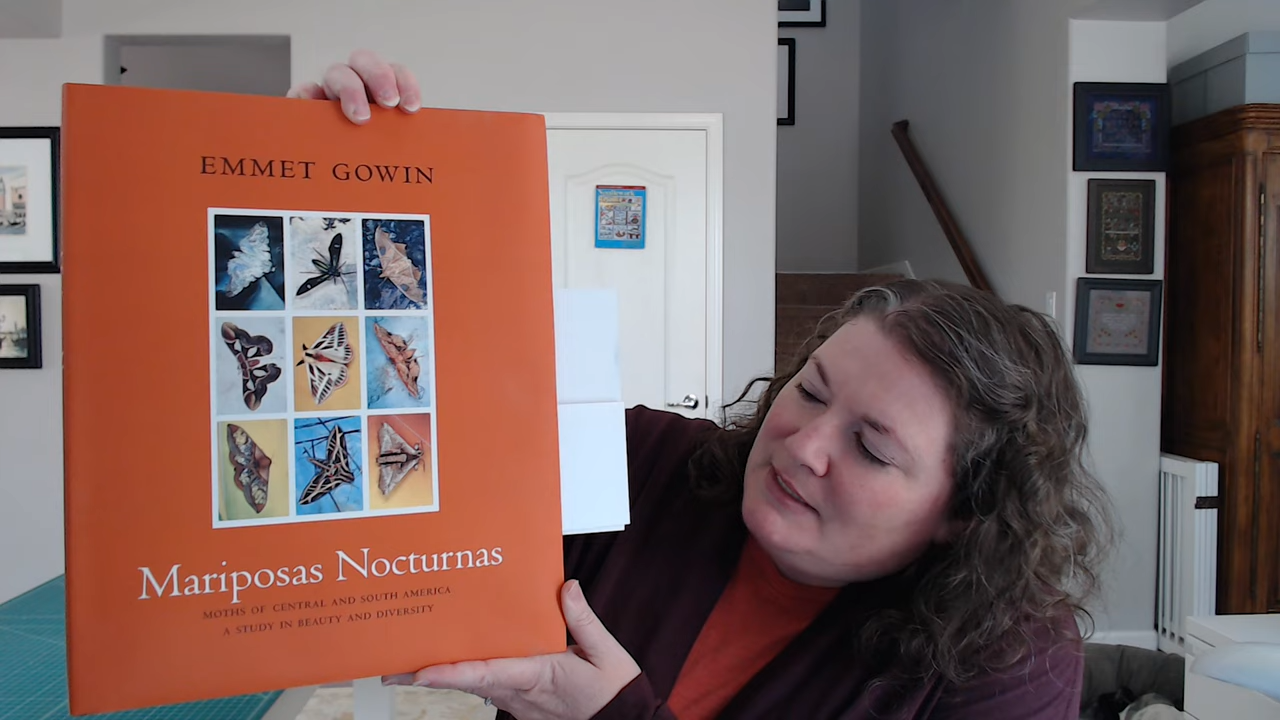 EMMET GOWIN
Mariposas Nocturnas
MOTHS OF CENTRAL AND SOUTH AMERICA
A STUDY IN BEAUTY AND DIVERSITY